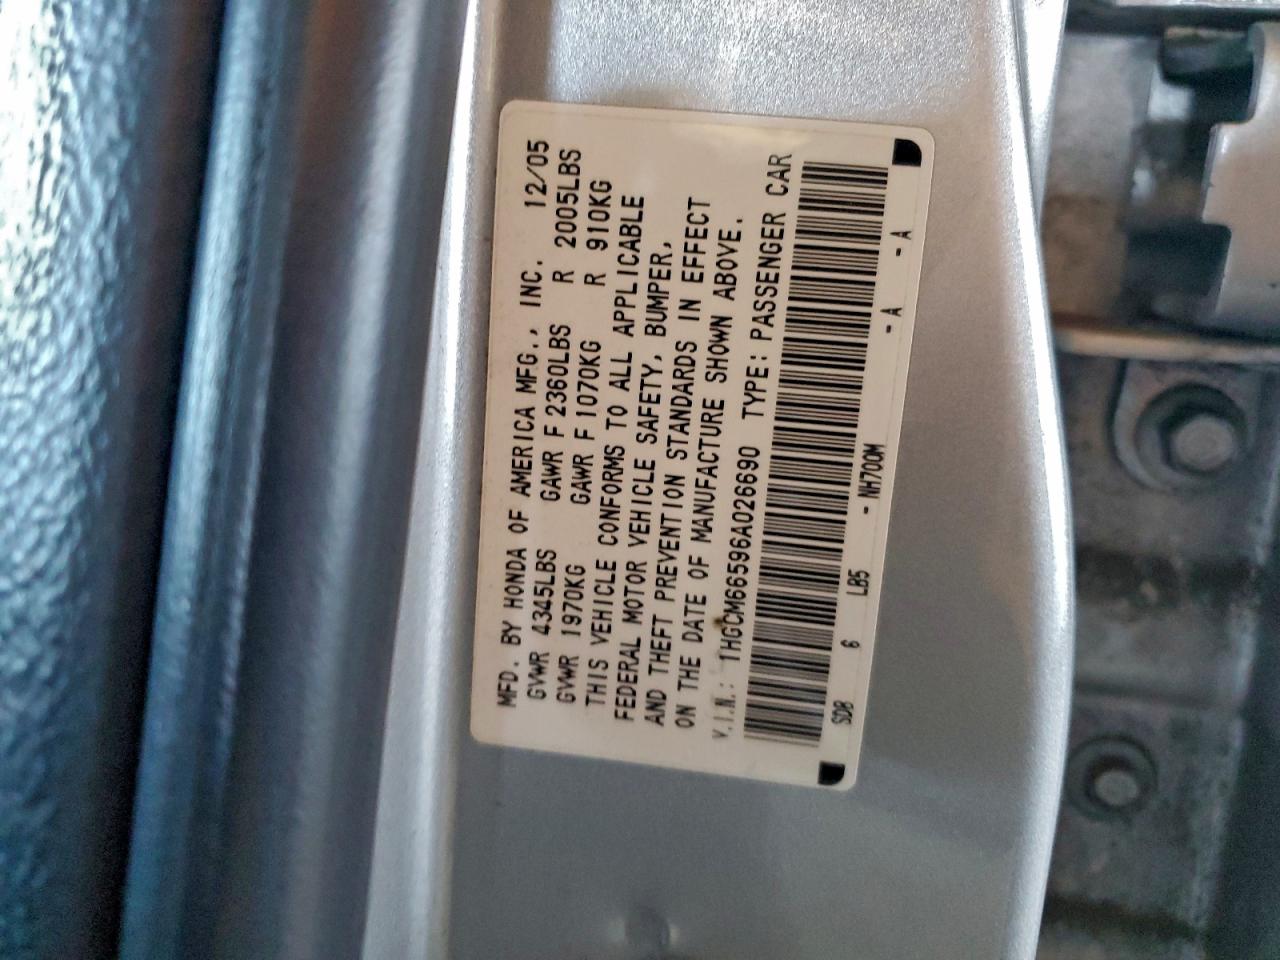 MFD. BY HONDA OF AMERICA MFG., INC. 12/05
GVWR 4345LBS GAWR F 2360LBS R 2005LBS
GVWR 1970KG GAWR F 1070KG R 910KG
THIS VEHICLE CONFORMS TO ALL APPLICABLE
FEDERAL MOTOR VEHICLE SAFETY, BUMPER,
AND THEFT PREVENTION STANDARDS IN EFFECT
ON THE DATE OF MANUFACTURE SHOWN ABOVE.
V.I.N.: 1HGCM66596A026690 TYPE: PASSENGER CAR
SDB 6 LB5 - NH700M - A - A